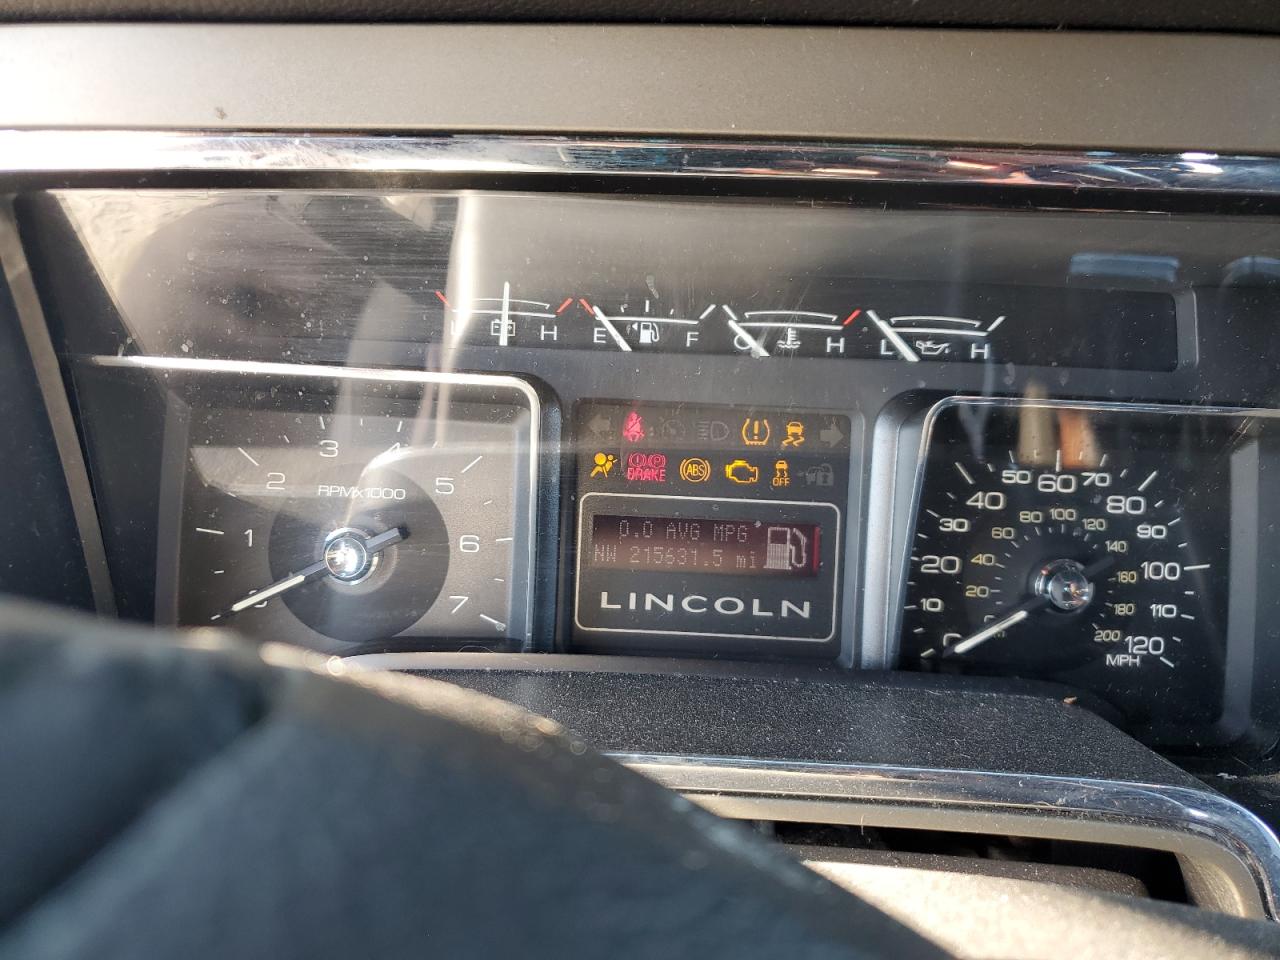 L H E F C H L H
1 2 3 4 5 6 7
RPMx1000
BRAKE
ABS
OFF
0.0 AVG MPG
NW 215631.5 mi
LINCOLN
0 10 20 30 40 50 60 70 80 90 100 110 120
MPH
20 40 60 80 100 120 140 160 180 200